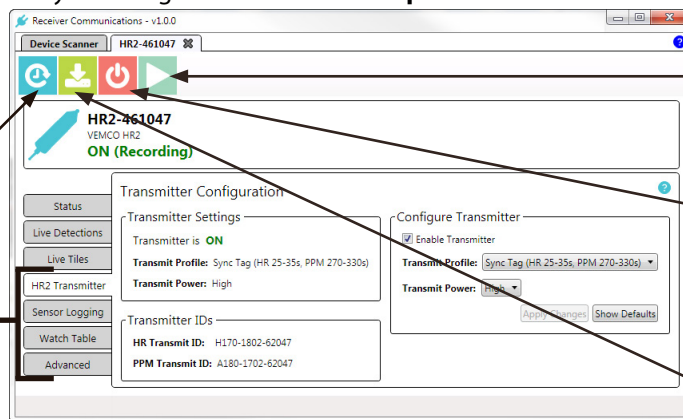 Receiver Communications - v1.0.0
Device Scanner
HR2-461047
HR2-461047
VEMCO HR2
ON (Recording)
Status
Live Detections
Live Tiles
HR2 Transmitter
Sensor Logging
Watch Table
Advanced
Transmitter Configuration
?
Transmitter Settings
Transmitter is ON
Transmit Profile: Sync Tag (HR 25-35s, PPM 270-330s)
Transmit Power: High
Transmitter IDs
HR Transmit ID: H170-1802-62047
PPM Transmit ID: A180-1702-62047
Configure Transmitter
Enable Transmitter
Transmit Profile: Sync Tag (HR 25-35s, PPM 270-330s)
Transmit Power: High
Apply Changes Show Defaults